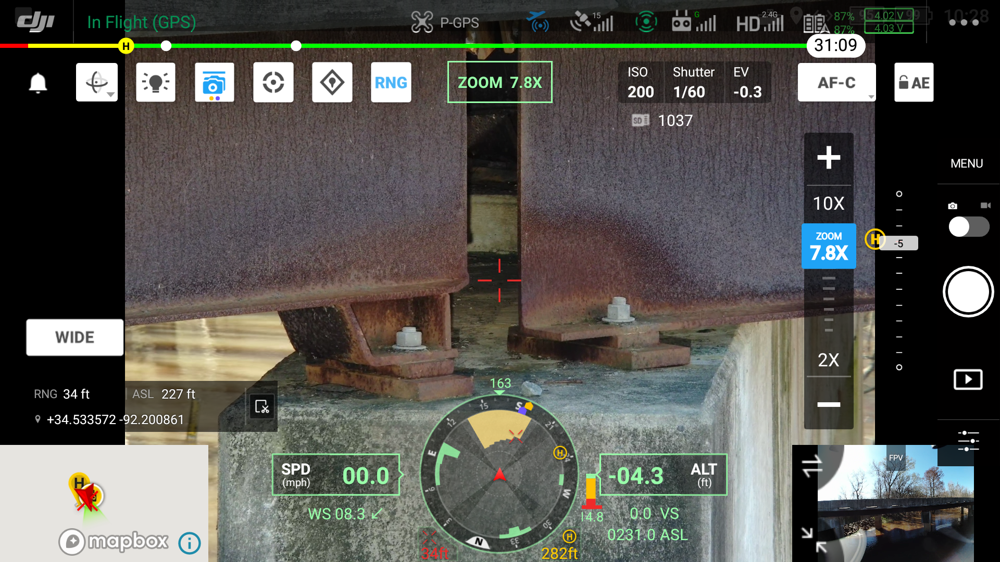 dji
In Flight (GPS)
P-GPS
15
G
HD
2.4G
87%
87%
4.02 V
4.03 V
10:28
H
31:09
RNG
ZOOM 7.8X
ISO
200
Shutter
1/60
EV
-0.3
AF-C
AE
SD
1037
MENU
10X
ZOOM
7.8X
H
-5
2X
WIDE
RNG 34 ft
ASL 227 ft
+34.533572 -92.200861
163
15
S
12
21
E
24
6
W
3
30
N
33
H
SPD
(mph)
00.0
WS 08.3
-04.3
ALT
(ft)
14.8
0.0 VS
0231.0 ASL
34ft
H
282ft
H
mapbox
i
FPV